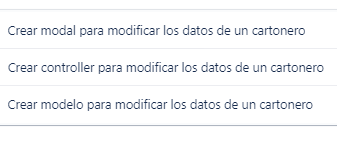 Crear modal para modificar los datos de un cartonero
Crear controller para modificar los datos de un cartonero
Crear modelo para modificar los datos de un cartonero